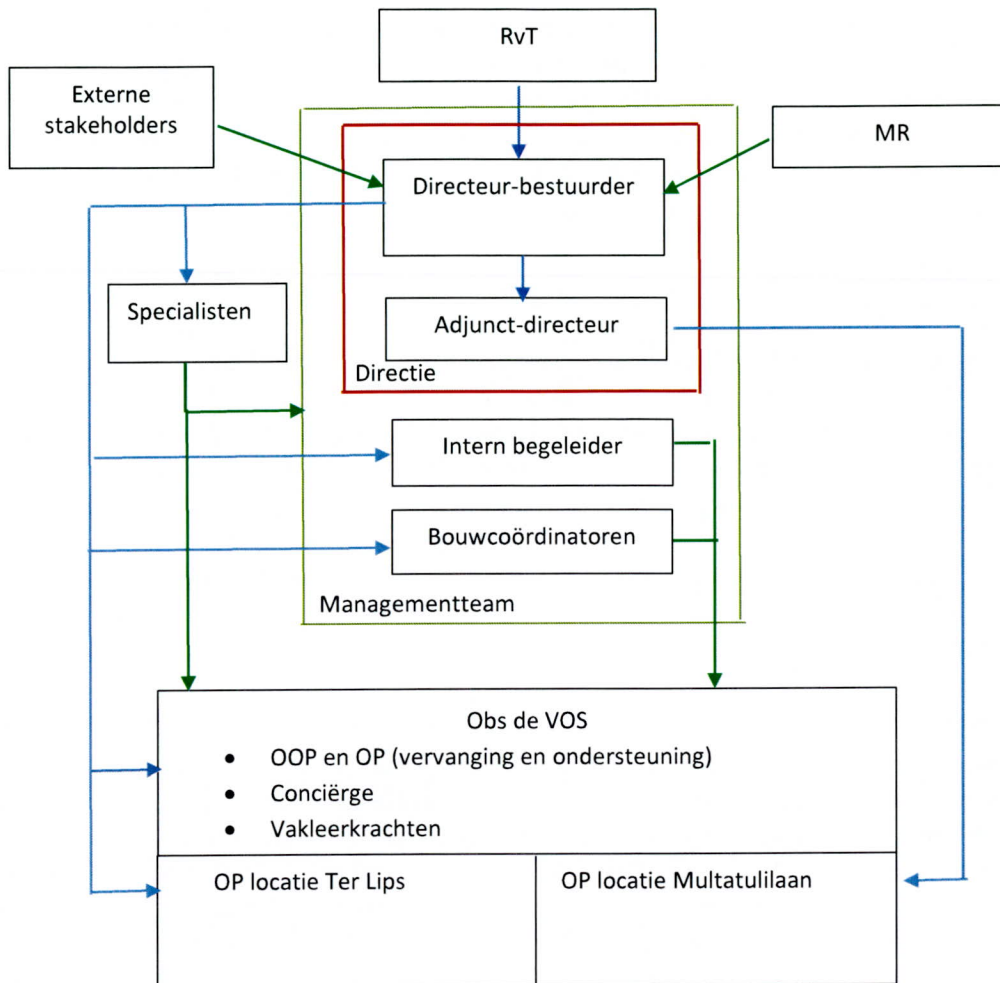 RvT
Externe
stakeholders
MR
Directeur-bestuurder
Specialisten
Adjunct-directeur
Directie
Intern begeleider
Bouwcoördinatoren
Managementteam
Obs de VOS
• OOP en OP (vervanging en ondersteuning)
• Conciërge
• Vakleerkrachten
OP locatie Ter Lips
OP locatie Multatulilaan